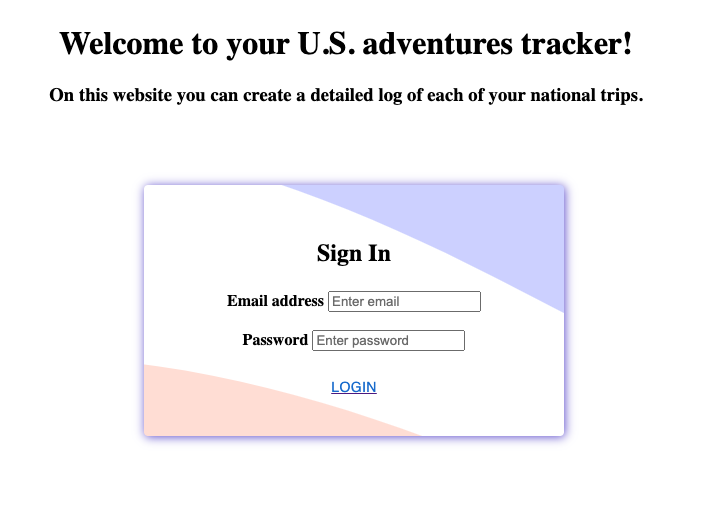 Welcome to your U.S. adventures tracker!
On this website you can create a detailed log of each of your national trips.
Sign In
Email address Enter email
Password Enter password
LOGIN